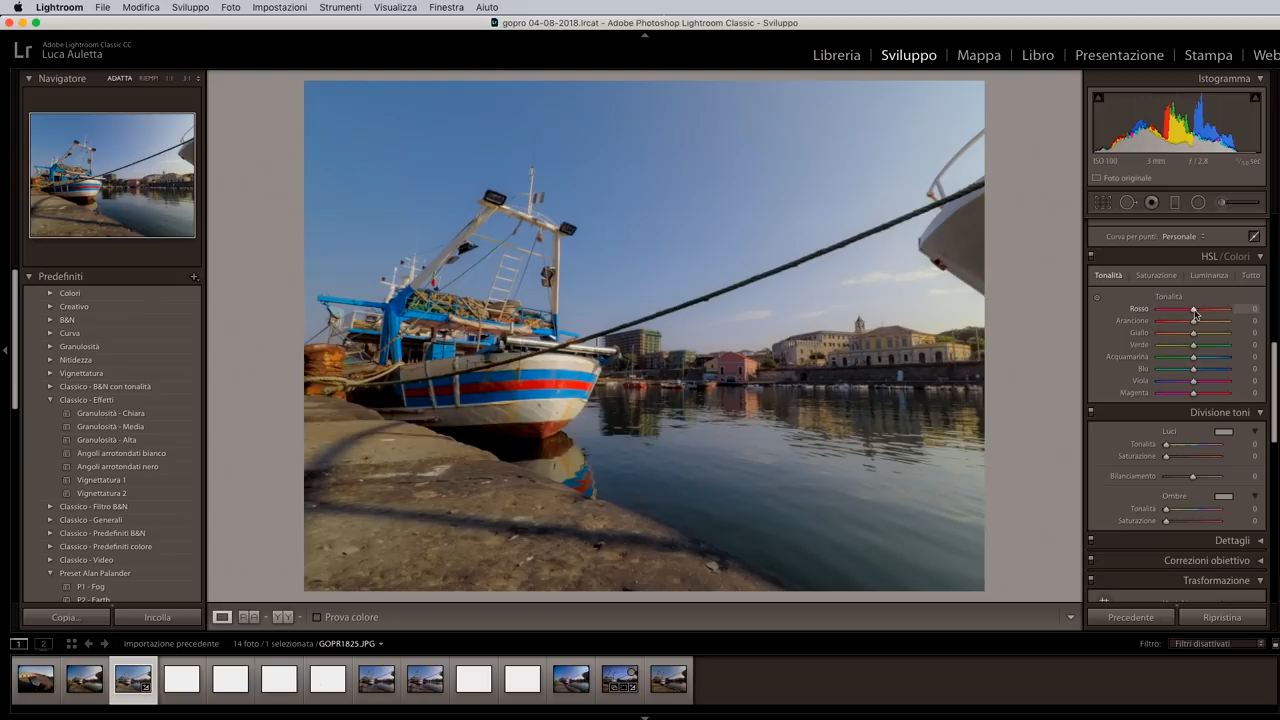 Lightroom File Modifica Sviluppo Foto Impostazioni Strumenti Visualizza Finestra Aiuto
gopro 04-08-2018.lrcat - Adobe Photoshop Lightroom Classic - Sviluppo
Lr Adobe Lightroom Classic CC
Luca Auletta
Libreria Sviluppo Mappa Libro Presentazione Stampa Web
Navigatore ADATTA RIEMPI 1:1 3:1
Istogramma
ISO 100 3 mm f / 2,8
Foto originale
Curva per punti: Personale
HSL / Colori
Tonalità Saturazione Luminanza Tutto
Tonalità
Rosso 0
Arancione 0
Giallo 0
Verde 0
Acquamarina 0
Blu 0
Viola 0
Magenta 0
Divisione toni
Luci
Tonalità 0
Saturazione 0
Bilanciamento 0
Ombre
Tonalità 0
Saturazione 0
Dettagli
Correzioni obiettivo
Trasformazione
Predefiniti
Colori
Creativo
B&N
Curva
Granulosità
Nitidezza
Vignettatura
Classico - B&N con tonalità
Classico - Effetti
Granulosità - Chiara
Granulosità - Media
Granulosità - Alta
Angoli arrotondati bianco
Angoli arrotondati nero
Vignettatura 1
Vignettatura 2
Classico - Filtro B&N
Classico - Generali
Classico - Predefiniti B&N
Classico - Predefiniti colore
Classico - Video
Preset Alan Palander
P1 - Fog
P2 - Earth
Copia... Incolla
Prova colore
Precedente Ripristina
1 2 Importazione precedente 14 foto / 1 selezionata / GOPR1825.JPG
Filtro: Filtri disattivati